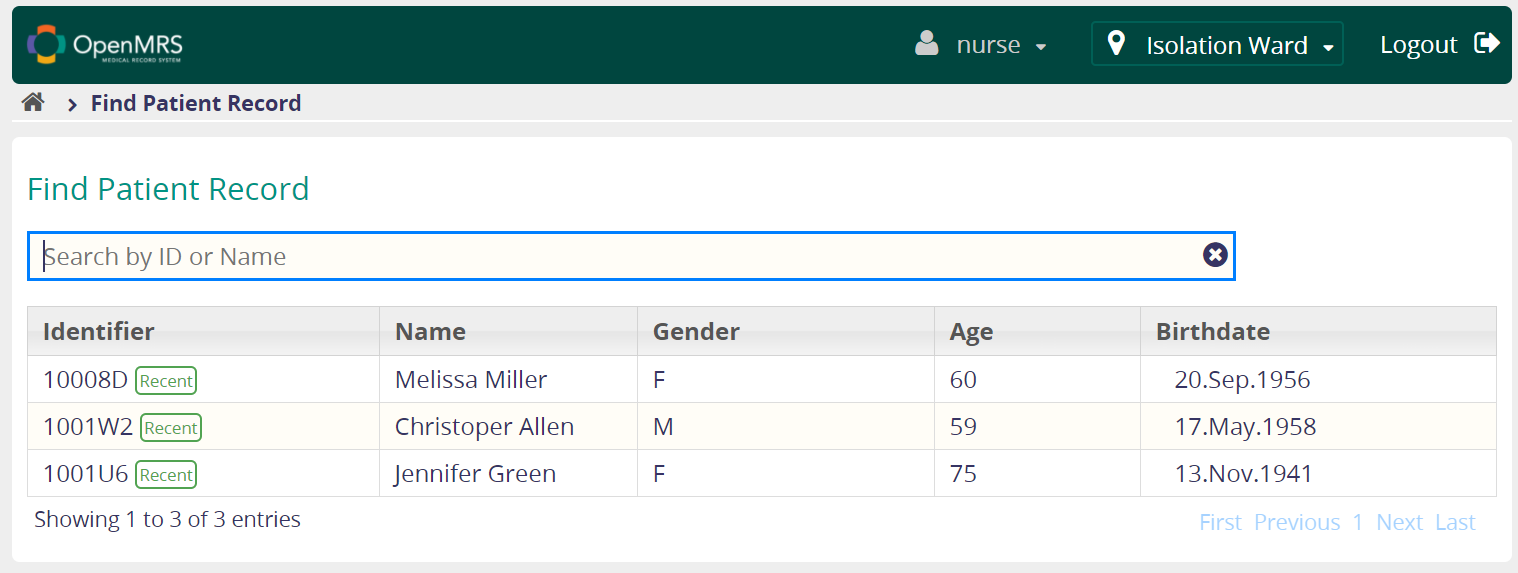 OpenMRS nurse Isolation Ward Logout
MEDICAL RECORD SYSTEM
Find Patient Record
Find Patient Record
Search by ID or Name
Identifier Name Gender Age Birthdate
10008D Recent Melissa Miller F 60 20.Sep.1956
1001W2 Recent Christoper Allen M 59 17.May.1958
1001U6 Recent Jennifer Green F 75 13.Nov.1941
Showing 1 to 3 of 3 entries First Previous 1 Next Last